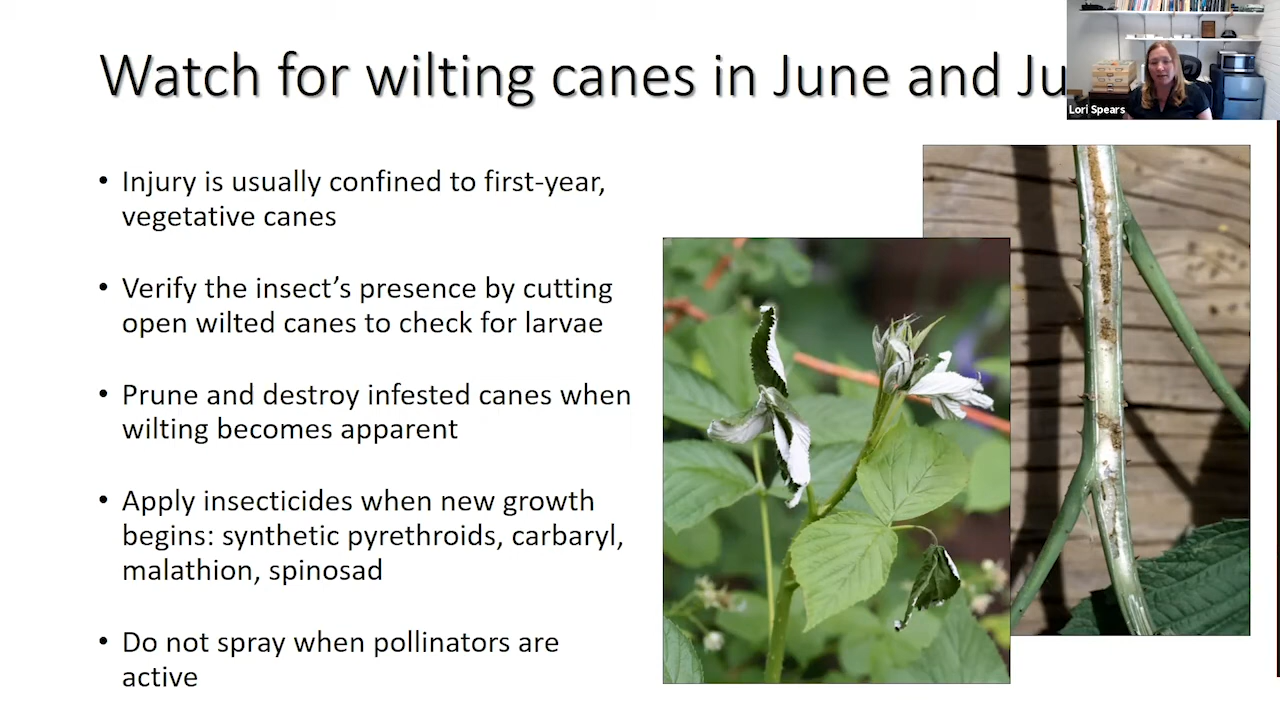 Watch for wilting canes in June and Ju
Lori Spears
• Injury is usually confined to first-year,
vegetative canes
• Verify the insect's presence by cutting
open wilted canes to check for larvae
• Prune and destroy infested canes when
wilting becomes apparent
• Apply insecticides when new growth
begins: synthetic pyrethroids, carbaryl,
malathion, spinosad
• Do not spray when pollinators are
active